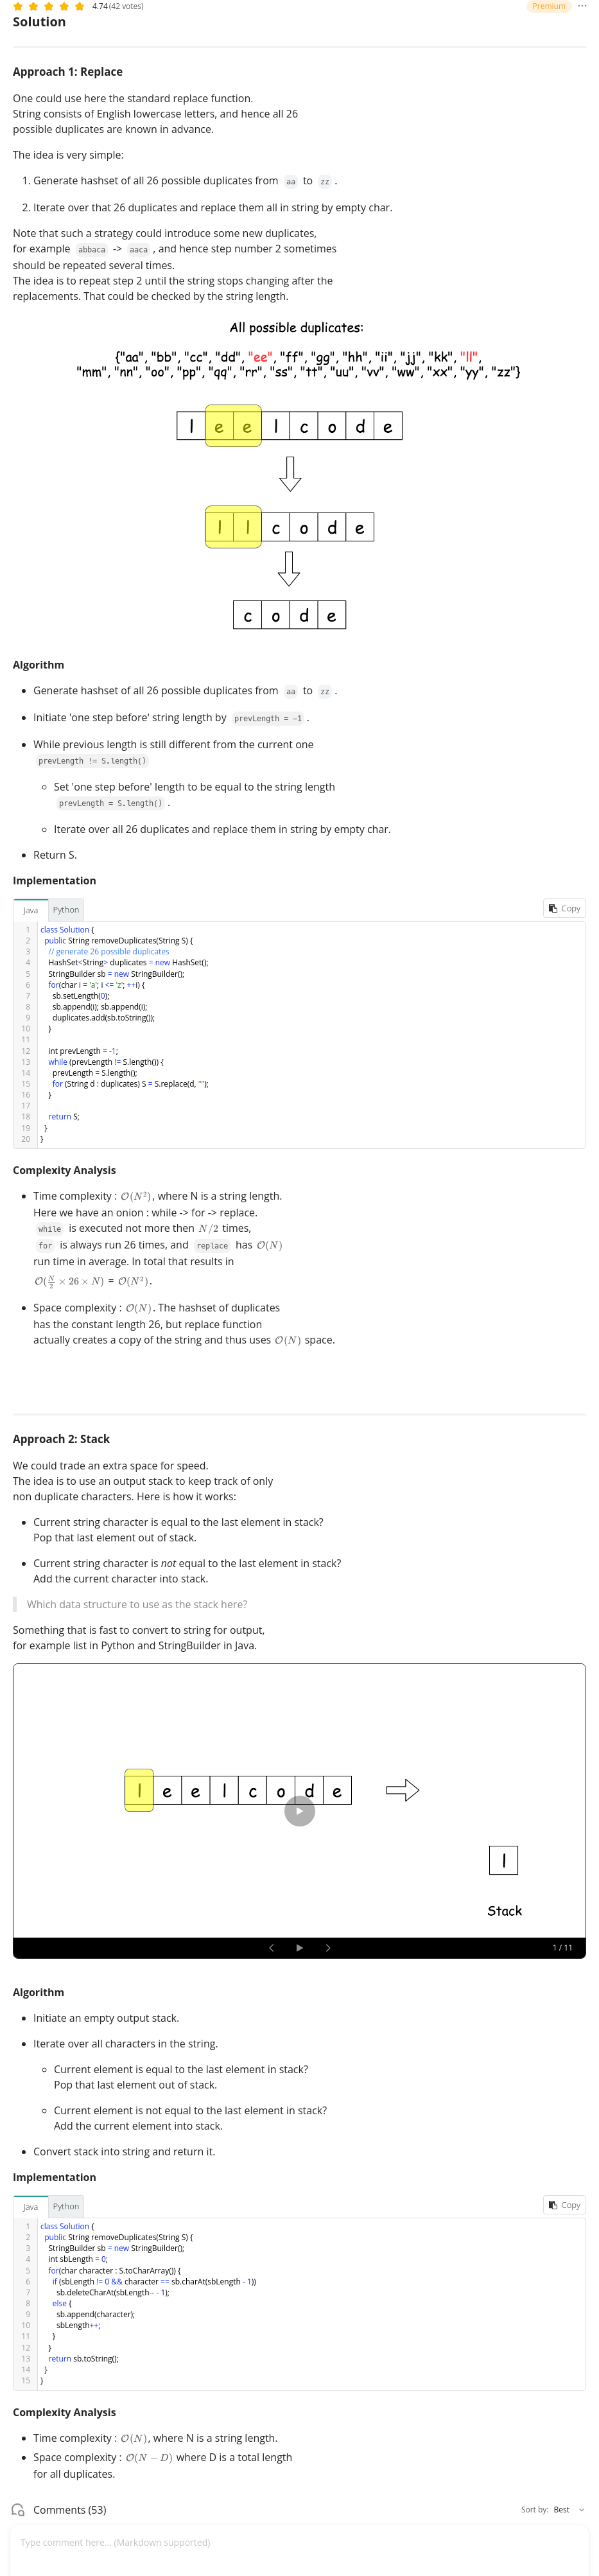 4.74 (42 votes)
Premium
Solution
Approach 1: Replace
One could use here the standard replace function.
String consists of English lowercase letters, and hence all 26
possible duplicates are known in advance.
The idea is very simple:
1. Generate hashset of all 26 possible duplicates from aa to zz .
2. Iterate over that 26 duplicates and replace them all in string by empty char.
Note that such a strategy could introduce some new duplicates,
for example abbaca -> aaca , and hence step number 2 sometimes
should be repeated several times.
The idea is to repeat step 2 until the string stops changing after the
replacements. That could be checked by the string length.
All possible duplicates:
{"aa", "bb", "cc", "dd", "ee", "ff", "gg", "hh", "ii", "jj", "kk", "ll",
"mm", "nn", "oo", "pp", "qq", "rr", "ss", "tt", "uu", "vv", "ww", "xx", "yy", "zz"}
l e e l c o d e
l l c o d e
c o d e
Algorithm
• Generate hashset of all 26 possible duplicates from aa to zz .
• Initiate 'one step before' string length by prevLength = -1 .
• While previous length is still different from the current one
prevLength != S.length()
◦ Set 'one step before' length to be equal to the string length
prevLength = S.length() .
◦ Iterate over all 26 duplicates and replace them in string by empty char.
• Return S.
Implementation
Java
Python
Copy
1 class Solution {
2 public String removeDuplicates(String S) {
3 // generate 26 possible duplicates
4 HashSet<String> duplicates = new HashSet();
5 StringBuilder sb = new StringBuilder();
6 for(char i = 'a'; i <= 'z'; ++i) {
7 sb.setLength(0);
8 sb.append(i); sb.append(i);
9 duplicates.add(sb.toString());
10 }
11
12 int prevLength = -1;
13 while (prevLength != S.length()) {
14 prevLength = S.length();
15 for (String d : duplicates) S = S.replace(d, "");
16 }
17
18 return S;
19 }
20 }
Complexity Analysis
• Time complexity : O(N²), where N is a string length.
Here we have an onion : while -> for -> replace.
while is executed not more then N/2 times,
for is always run 26 times, and replace has O(N)
run time in average. In total that results in
O(N/2 × 26 × N) = O(N²).
• Space complexity : O(N). The hashset of duplicates
has the constant length 26, but replace function
actually creates a copy of the string and thus uses O(N) space.
Approach 2: Stack
We could trade an extra space for speed.
The idea is to use an output stack to keep track of only
non duplicate characters. Here is how it works:
• Current string character is equal to the last element in stack?
Pop that last element out of stack.
• Current string character is not equal to the last element in stack?
Add the current character into stack.
Which data structure to use as the stack here?
Something that is fast to convert to string for output,
for example list in Python and StringBuilder in Java.
l e e l c o d e
l
Stack
1 / 11
Algorithm
• Initiate an empty output stack.
• Iterate over all characters in the string.
◦ Current element is equal to the last element in stack?
Pop that last element out of stack.
◦ Current element is not equal to the last element in stack?
Add the current element into stack.
• Convert stack into string and return it.
Implementation
Java
Python
Copy
1 class Solution {
2 public String removeDuplicates(String S) {
3 StringBuilder sb = new StringBuilder();
4 int sbLength = 0;
5 for(char character : S.toCharArray()) {
6 if (sbLength != 0 && character == sb.charAt(sbLength - 1))
7 sb.deleteCharAt(sbLength-- - 1);
8 else {
9 sb.append(character);
10 sbLength++;
11 }
12 }
13 return sb.toString();
14 }
15 }
Complexity Analysis
• Time complexity : O(N), where N is a string length.
• Space complexity : O(N − D) where D is a total length
for all duplicates.
Comments (53)
Sort by: Best
Type comment here... (Markdown supported)